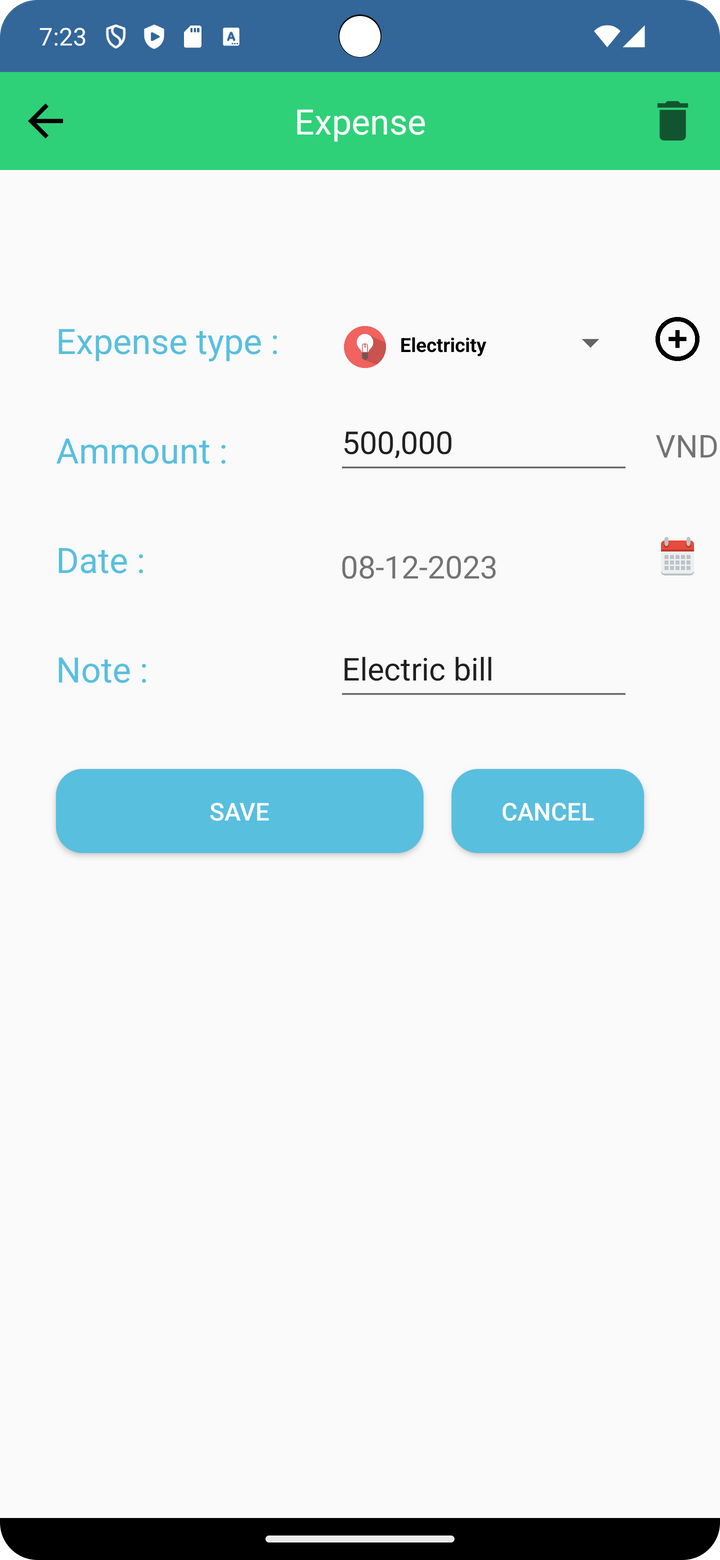 7:23
Expense
Expense type :
Electricity
Ammount :
500,000
VND
Date :
08-12-2023
Note :
Electric bill
SAVE
CANCEL